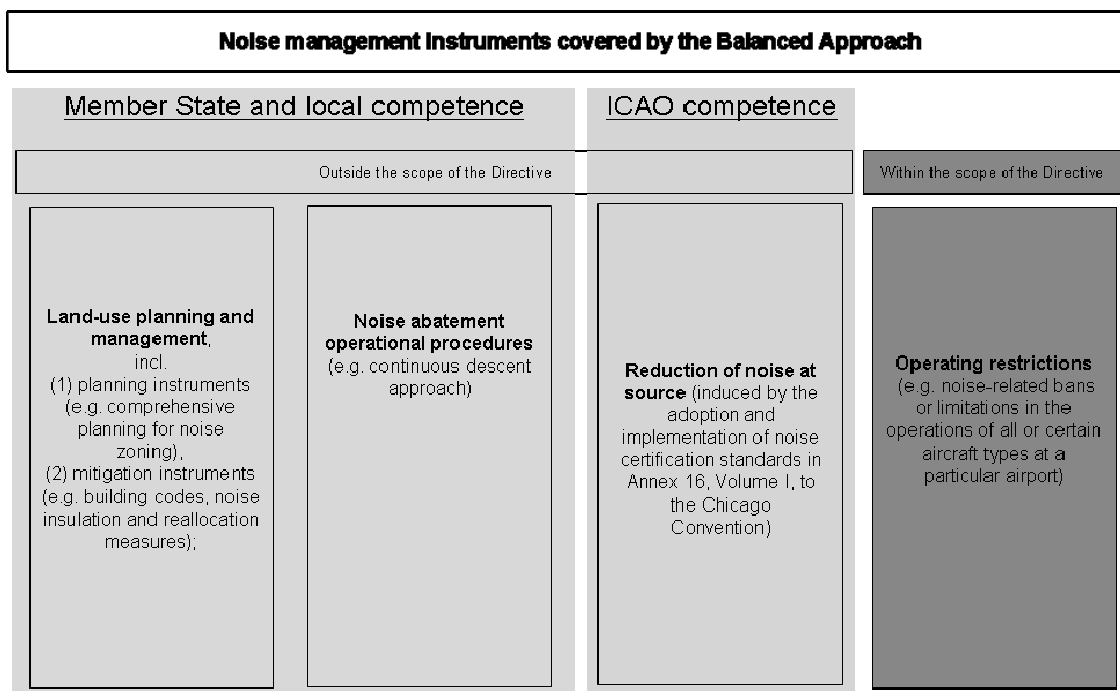 Noise management instruments covered by the Balanced Approach
Member State and local competence
ICAO competence
Outside the scope of the Directive
Within the scope of the Directive
Land-use planning and
management,
incl.
(1) planning instruments
(e.g. comprehensive
planning for noise
zoning),
(2) mitigation instruments
(e.g. building codes, noise
insulation and reallocation
measures);
Noise abatement
operational procedures
(e.g. continuous descent
approach)
Reduction of noise at
source (induced by the
adoption and
implementation of noise
certification standards in
Annex 16, Volume I, to
the Chicago
Convention)
Operating restrictions
(e.g. noise-related bans
or limitations in the
operations of all or certain
aircraft types at a
particular airport)